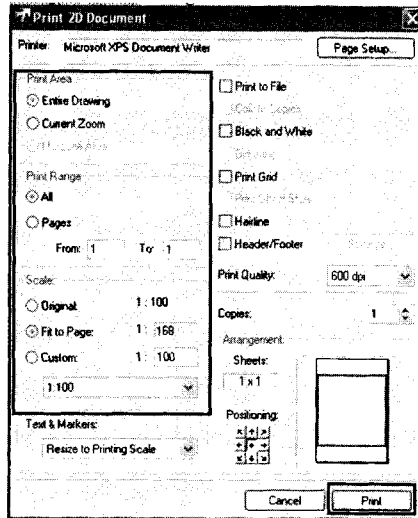 Print 2D Document
Printer: Microsoft XPS Document Writer
Page Setup...
Print Area
Entire Drawing
Current Zoom
Print Range
All
Pages
From: 1 To: 1
Scale:
Original: 1: 100
Fit to Page: 1: 168
Custom: 1: 100
1:100
Text & Markers:
Resize to Printing Scale
Print to File
Black and White
Print Grid
Hairline
Header/Footer
Print Quality: 600 dpi
Copies: 1
Arrangement:
Sheets:
1 x 1
Positioning:
Cancel
Print